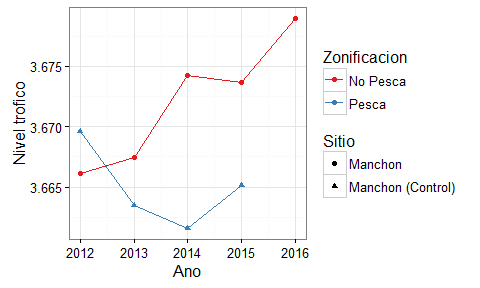 Nivel trofico
3.675
3.670
3.665
2012 2013 2014 2015 2016
Ano
Zonificacion
No Pesca
Pesca
Sitio
Manchon
Manchon (Control)